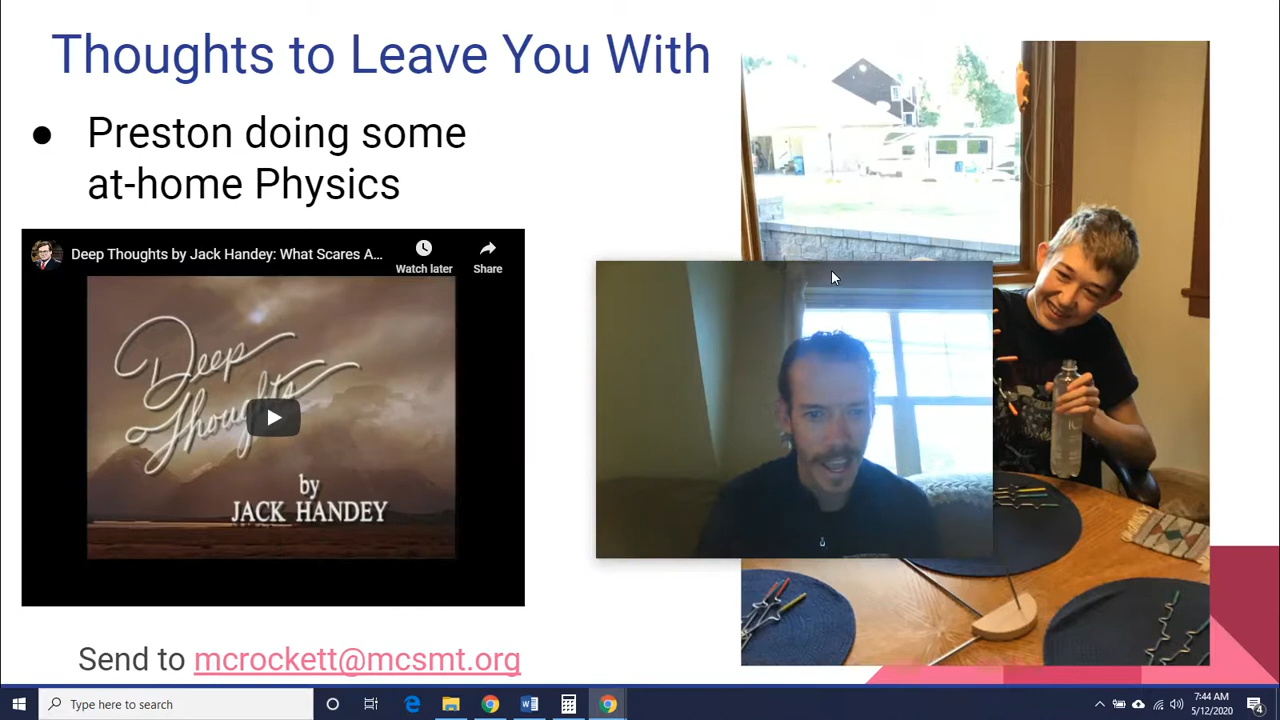 Thoughts to Leave You With
● Preston doing some
at-home Physics
Deep Thoughts by Jack Handey: What Scares A...
Watch later
Share
Deep
Thoughts
by
JACK HANDEY
Send to mcrockett@mcsmt.org
Type here to search
7:44 AM
5/12/2020
4